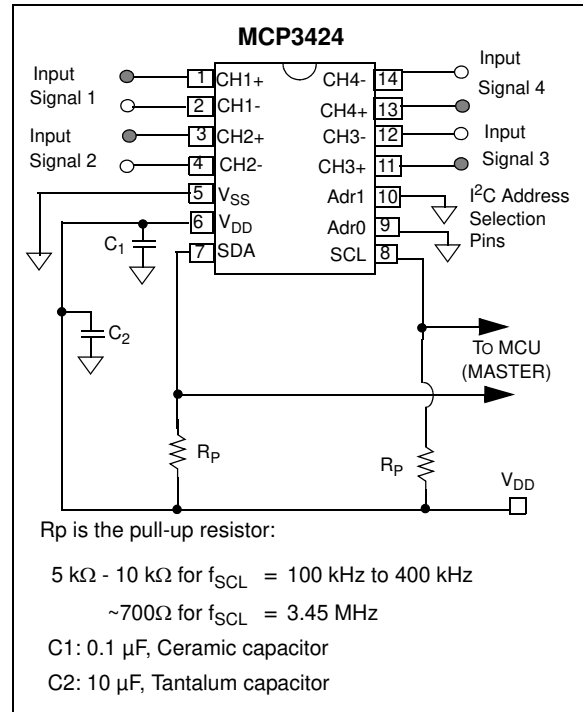 MCP3424
Input
Signal 1
Input
Signal 2
1 CH1+
2 CH1-
3 CH2+
4 CH2-
5 VSS
6 VDD
7 SDA
CH4- 14
CH4+ 13
CH3- 12
CH3+ 11
Adr1 10
Adr0 9
SCL 8
Input
Signal 4
Input
Signal 3
I2C Address
Selection
Pins
C1
C2
TO MCU
(MASTER)
RP
RP
VDD
Rp is the pull-up resistor:
5 kΩ - 10 kΩ for fSCL = 100 kHz to 400 kHz
~700Ω for fSCL = 3.45 MHz
C1: 0.1 µF, Ceramic capacitor
C2: 10 µF, Tantalum capacitor